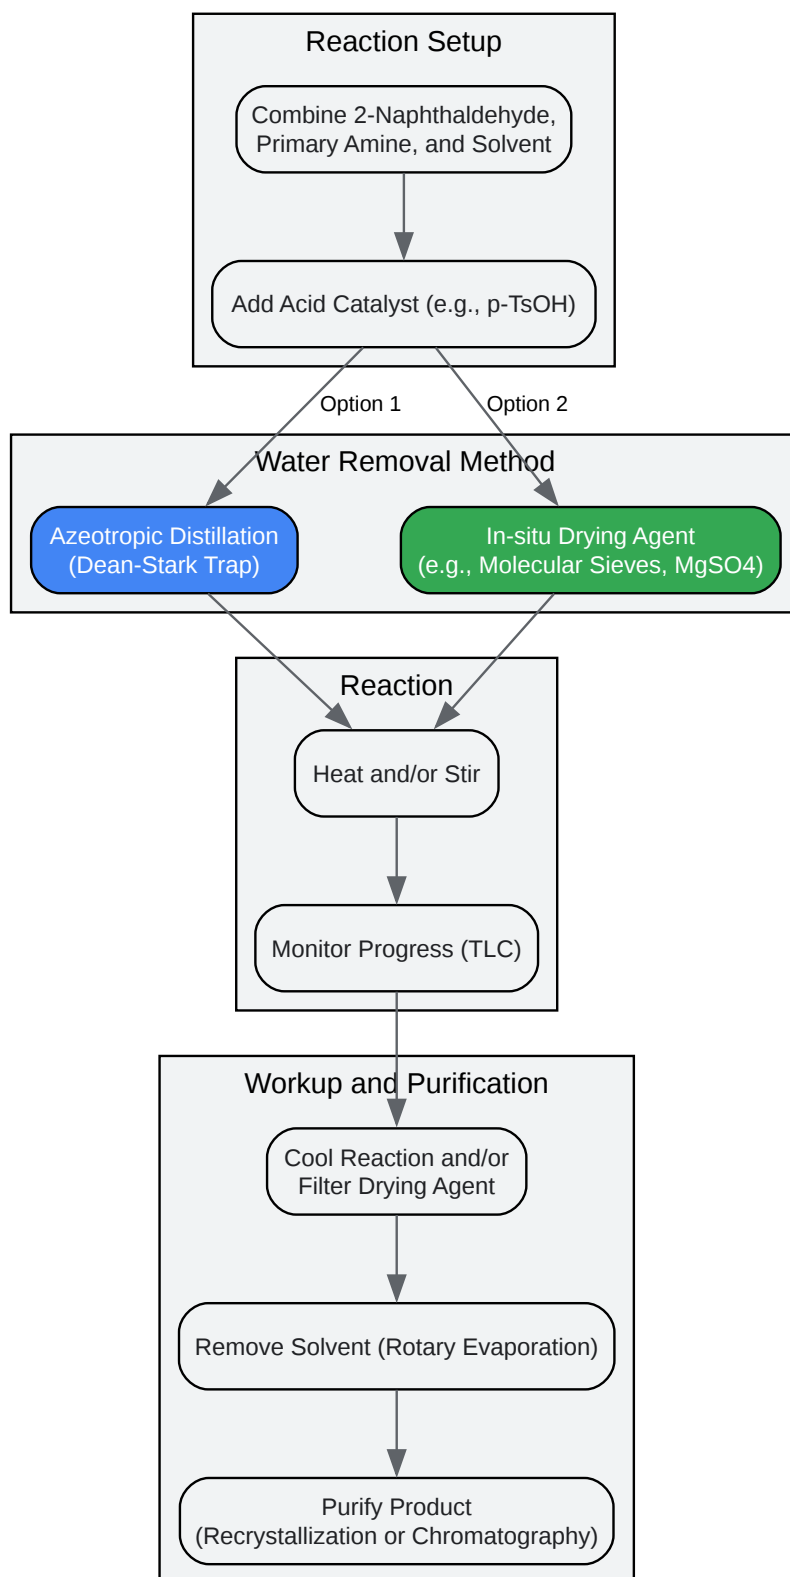 Reaction Setup
Combine 2-Naphthaldehyde,
Primary Amine, and Solvent
Add Acid Catalyst (e.g., p-TsOH)
Option 1
Option 2
Water Removal Method
Azeotropic Distillation
(Dean-Stark Trap)
In-situ Drying Agent
(e.g., Molecular Sieves, MgSO4)
Reaction
Heat and/or Stir
Monitor Progress (TLC)
Workup and Purification
Cool Reaction and/or
Filter Drying Agent
Remove Solvent (Rotary Evaporation)
Purify Product
(Recrystallization or Chromatography)